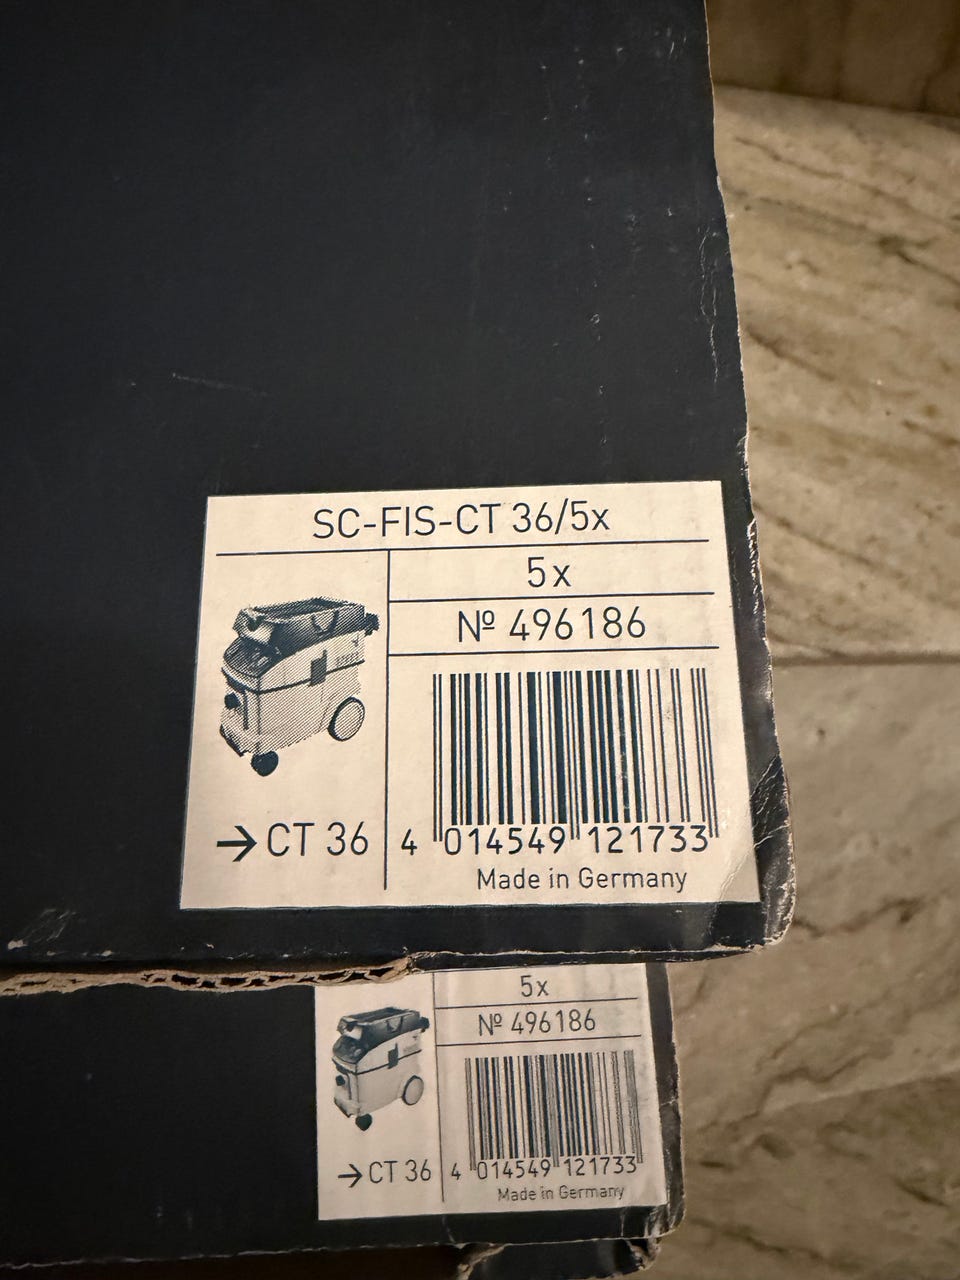 SC-FIS-CT 36/5x
5x
Nº 496186
→ CT 36
4 014549 121733
Made in Germany
5x
Nº 496186
→ CT 36
4 014549 121733
Made in Germany